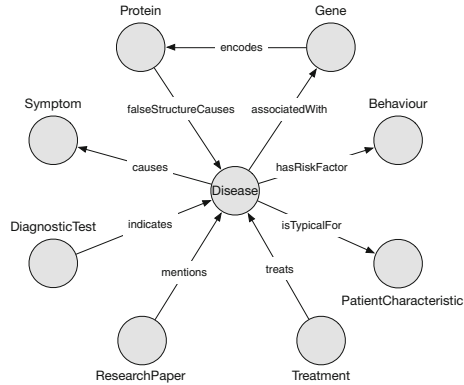 Protein
Gene
encodes
Symptom
falseStructureCauses
associatedWith
Behaviour
causes
hasRiskFactor
Disease
DiagnosticTest
indicates
isTypicalFor
mentions
treats
PatientCharacteristic
ResearchPaper
Treatment